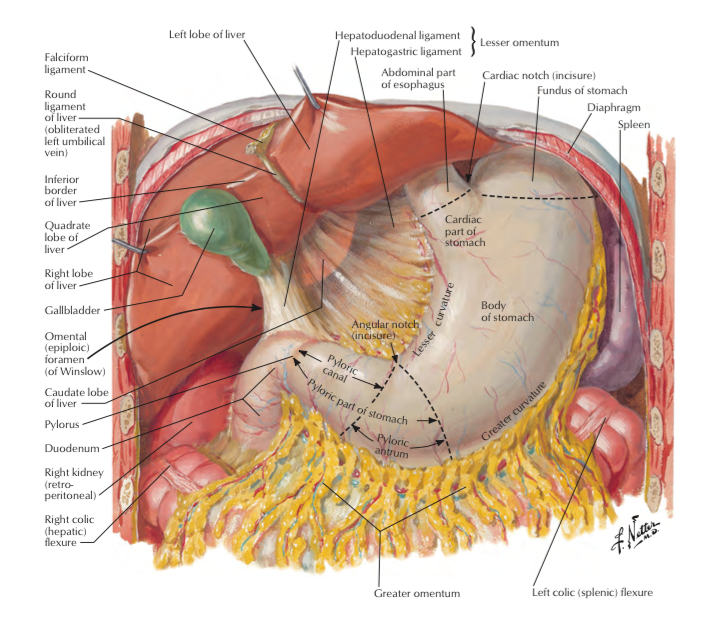 Left lobe of liver
Hepatoduodenal ligament
Hepatogastric ligament
Lesser omentum
Falciform
ligament
Abdominal part
of esophagus
Cardiac notch (incisure)
Fundus of stomach
Diaphragm
Spleen
Round
ligament
of liver
(obliterated
left umbilical
vein)
Inferior
border
of liver
Quadrate
lobe of
liver
Right lobe
of liver
Gallbladder
Omental
(epiploic)
foramen
(of Winslow)
Caudate lobe
of liver
Pylorus
Duodenum
Right kidney
(retro-
peritoneal)
Right colic
(hepatic)
flexure
Cardiac
part of
stomach
Body
of stomach
Lesser curvature
Angular notch
(incisure)
Pyloric
canal
Pyloric part of stomach
Pyloric
antrum
Greater curvature
Greater omentum
Left colic (splenic) flexure
F. Netter
M.D.